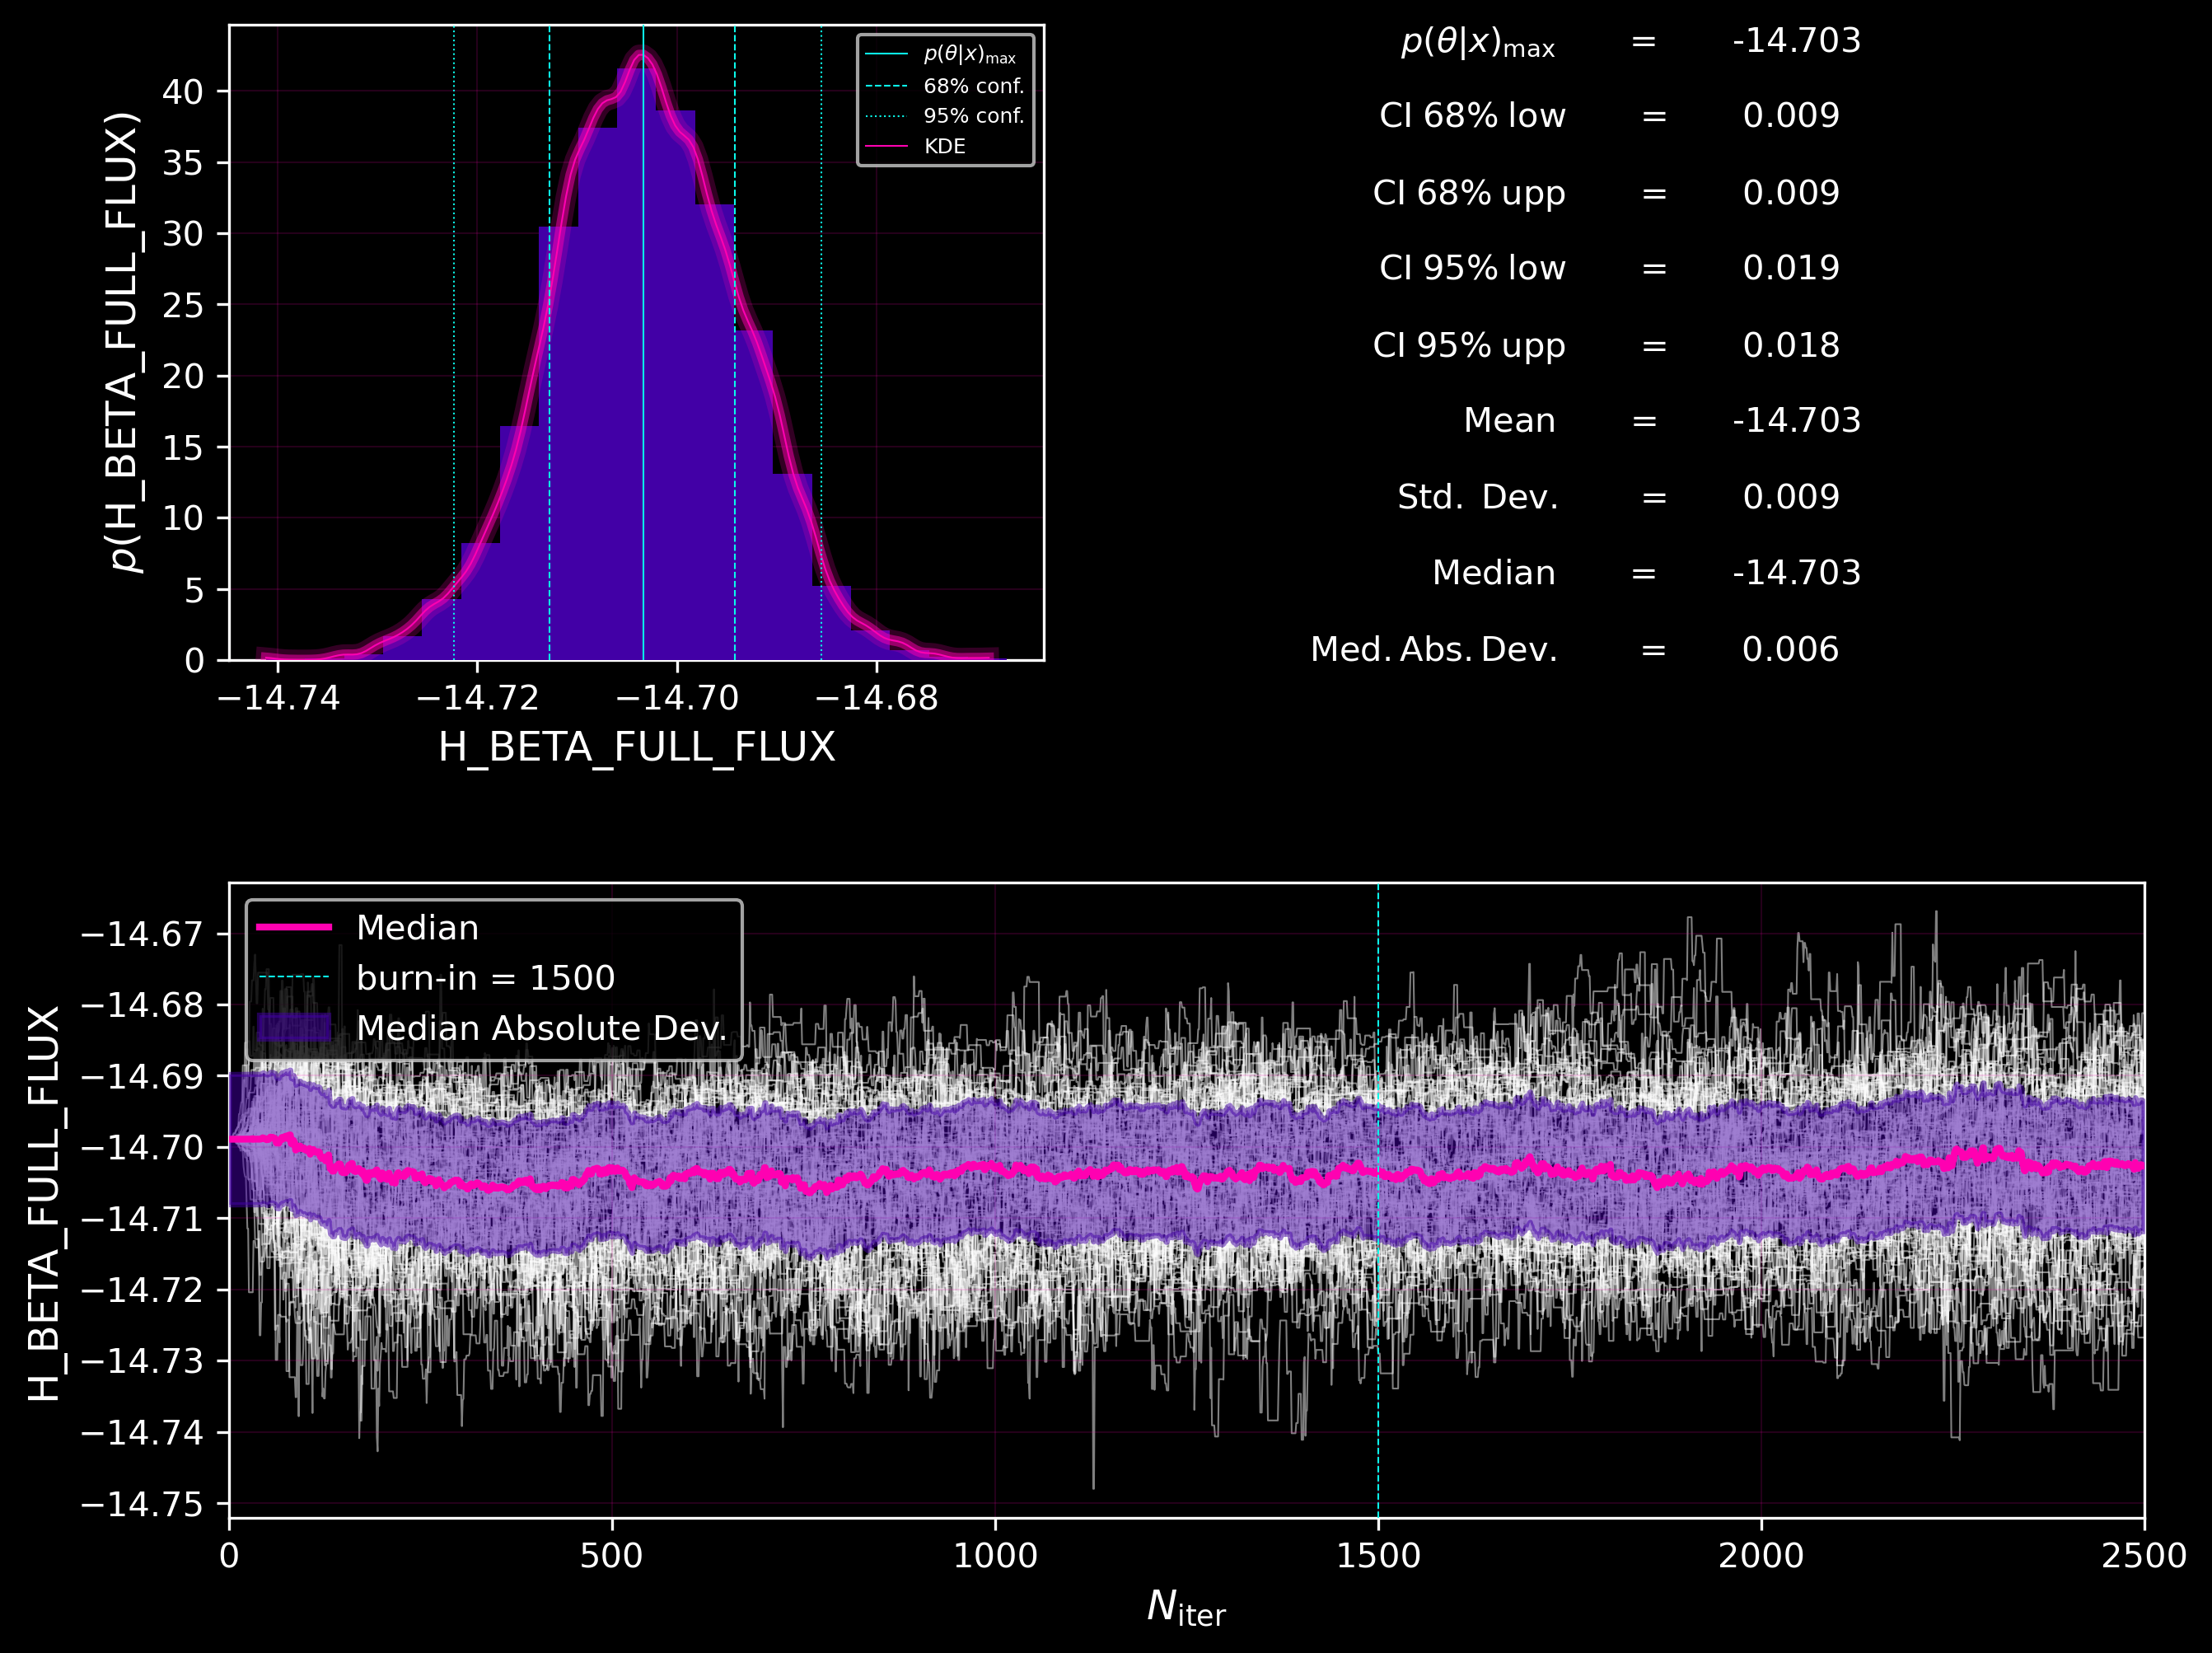 p(H_BETA_FULL_FLUX)
40
35
30
25
20
15
10
5
0
−14.74 −14.72 −14.70 −14.68
H_BETA_FULL_FLUX
p(θ|x)max
68% conf.
95% conf.
KDE
p(θ|x)max = -14.703
CI 68% low = 0.009
CI 68% upp = 0.009
CI 95% low = 0.019
CI 95% upp = 0.018
Mean = -14.703
Std. Dev. = 0.009
Median = -14.703
Med. Abs. Dev. = 0.006
H_BETA_FULL_FLUX
−14.67
−14.68
−14.69
−14.70
−14.71
−14.72
−14.73
−14.74
−14.75
Median
burn-in = 1500
Median Absolute Dev.
0 500 1000 1500 2000 2500
Niter